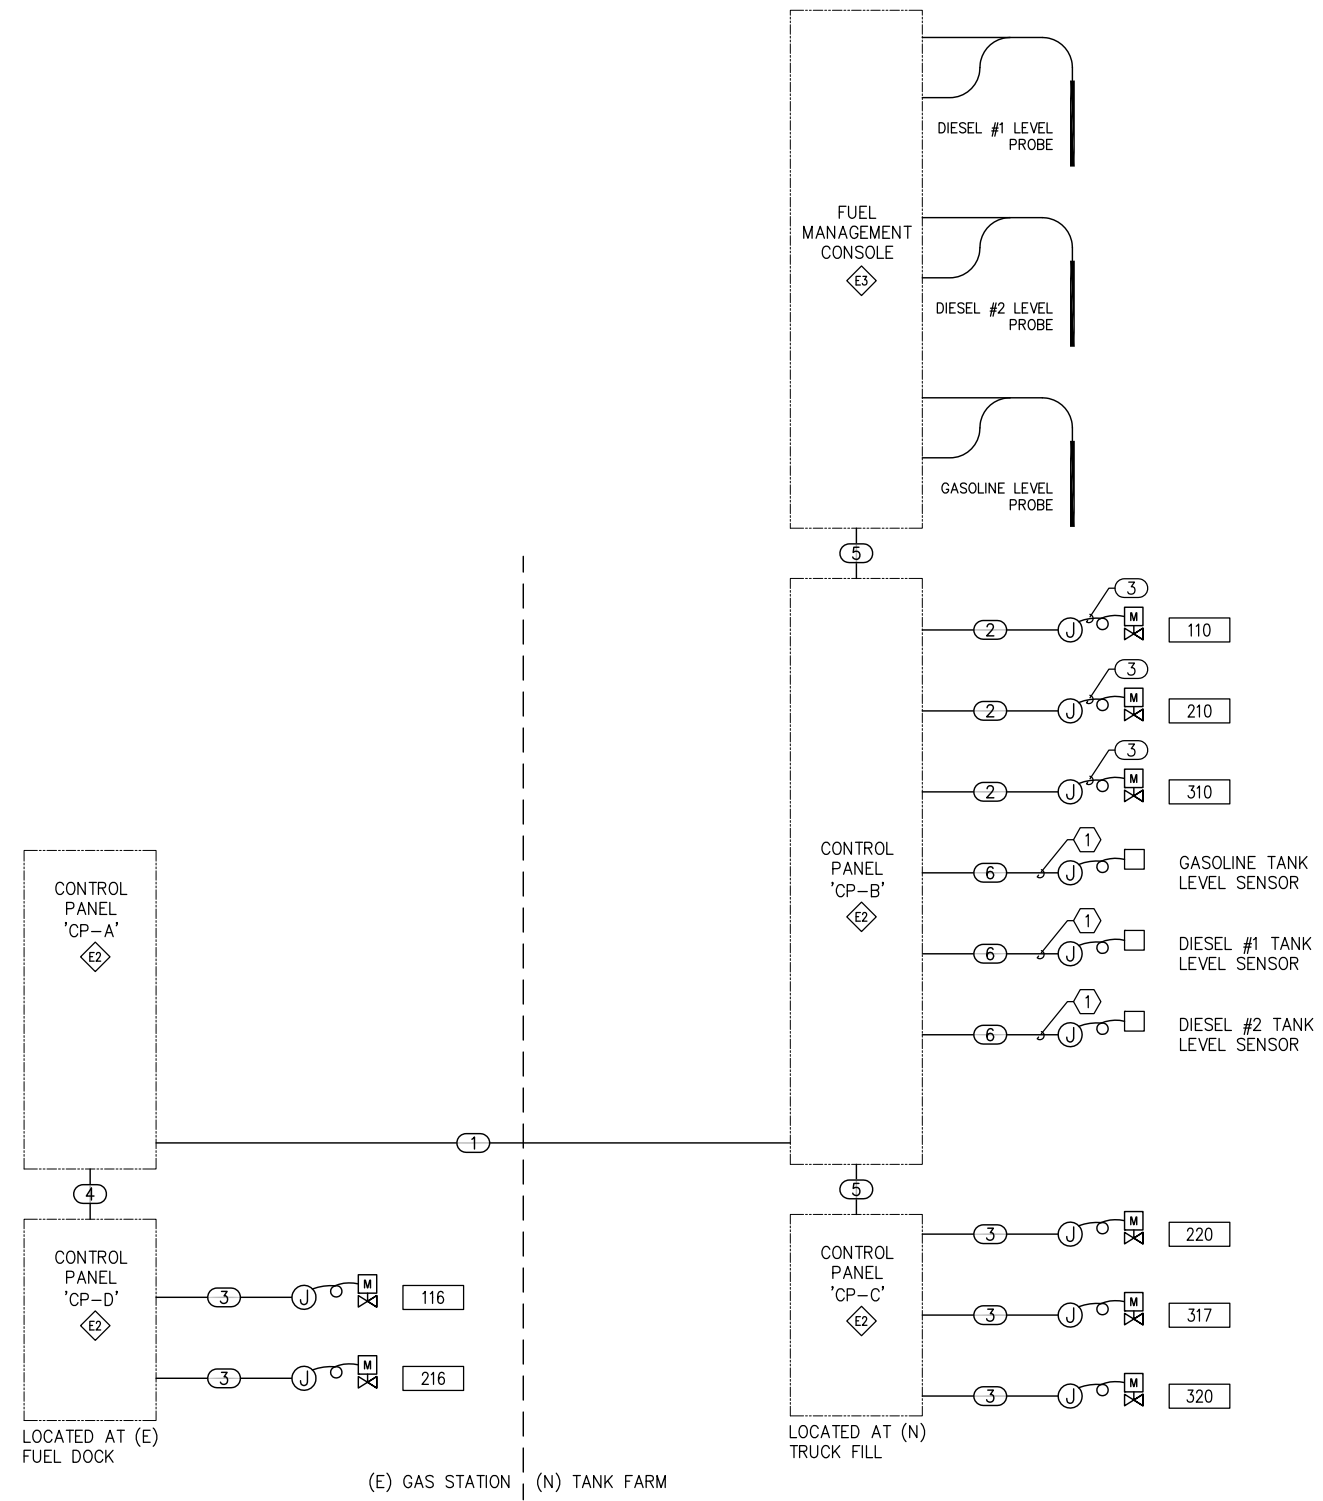 DIESEL #1 LEVEL
PROBE
FUEL
MANAGEMENT
CONSOLE
E3
DIESEL #2 LEVEL
PROBE
GASOLINE LEVEL
PROBE
5
3
2
J
M
110
3
2
J
M
210
3
2
J
M
310
CONTROL
PANEL
'CP-B'
E2
1
6
J
GASOLINE TANK
LEVEL SENSOR
1
6
J
DIESEL #1 TANK
LEVEL SENSOR
1
6
J
DIESEL #2 TANK
LEVEL SENSOR
CONTROL
PANEL
'CP-A'
E2
1
4
5
CONTROL
PANEL
'CP-D'
E2
3
J
M
116
3
J
M
216
LOCATED AT (E)
FUEL DOCK
CONTROL
PANEL
'CP-C'
E2
3
J
M
220
3
J
M
317
3
J
M
320
LOCATED AT (N)
TRUCK FILL
(E) GAS STATION
(N) TANK FARM